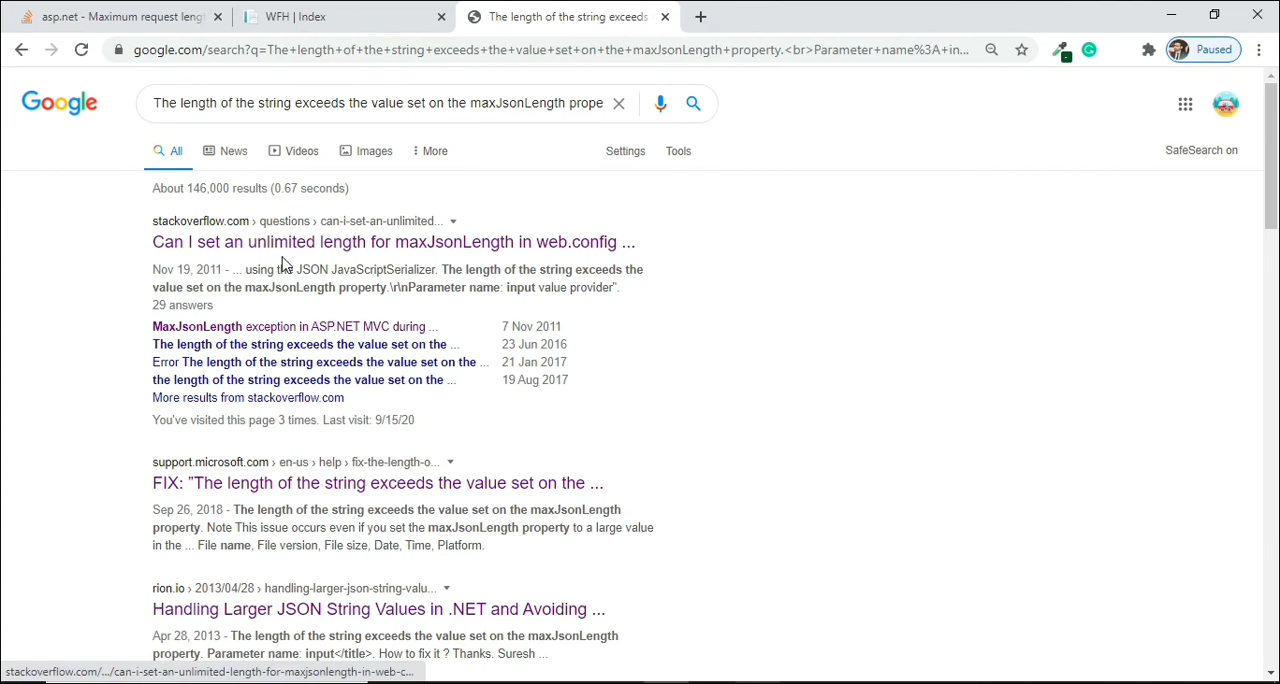 asp.net - Maximum request leng
WFH | Index
The length of the string exceeds
google.com/search?q=The+length+of+the+string+exceeds+the+value+set+on+the+maxJsonLength+property.<br>Parameter+name%3A+in...
Paused
Google
The length of the string exceeds the value set on the maxJsonLength prope
All News Images Videos More
Settings Tools
SafeSearch on
About 146,000 results (0.67 seconds)
stackoverflow.com › questions › can-i-set-an-unlimited...
Can I set an unlimited length for maxJsonLength in web.config ...
Nov 19, 2011 - ... using the JSON JavaScriptSerializer. The length of the string exceeds the
value set on the maxJsonLength property.\r\nParameter name: input value provider".
29 answers
MaxJsonLength exception in ASP.NET MVC during ... 7 Nov 2011
The length of the string exceeds the value set on the ... 23 Jun 2016
Error The length of the string exceeds the value set on the ... 21 Jan 2017
the length of the string exceeds the value set on the ... 19 Aug 2017
More results from stackoverflow.com
You've visited this page 3 times. Last visit: 9/15/20
support.microsoft.com › en-us › help › fix-the-length-o...
FIX: "The length of the string exceeds the value set on the ...
Sep 26, 2018 - The length of the string exceeds the value set on the maxJsonLength
property. Note This issue occurs even if you set the maxJsonLength property to a large value
in the ... File name, File version, File size, Date, Time, Platform.
rion.io › 2013/04/28 › handling-larger-json-string-valu...
Handling Larger JSON String Values in .NET and Avoiding ...
Apr 28, 2013 - The length of the string exceeds the value set on the maxJsonLength
property. Parameter name: input</title>. How to fix it ? Thanks. Suresh ...
stackoverflow.com/.../can-i-set-an-unlimited-length-for-maxjsonlength-in-web-c...